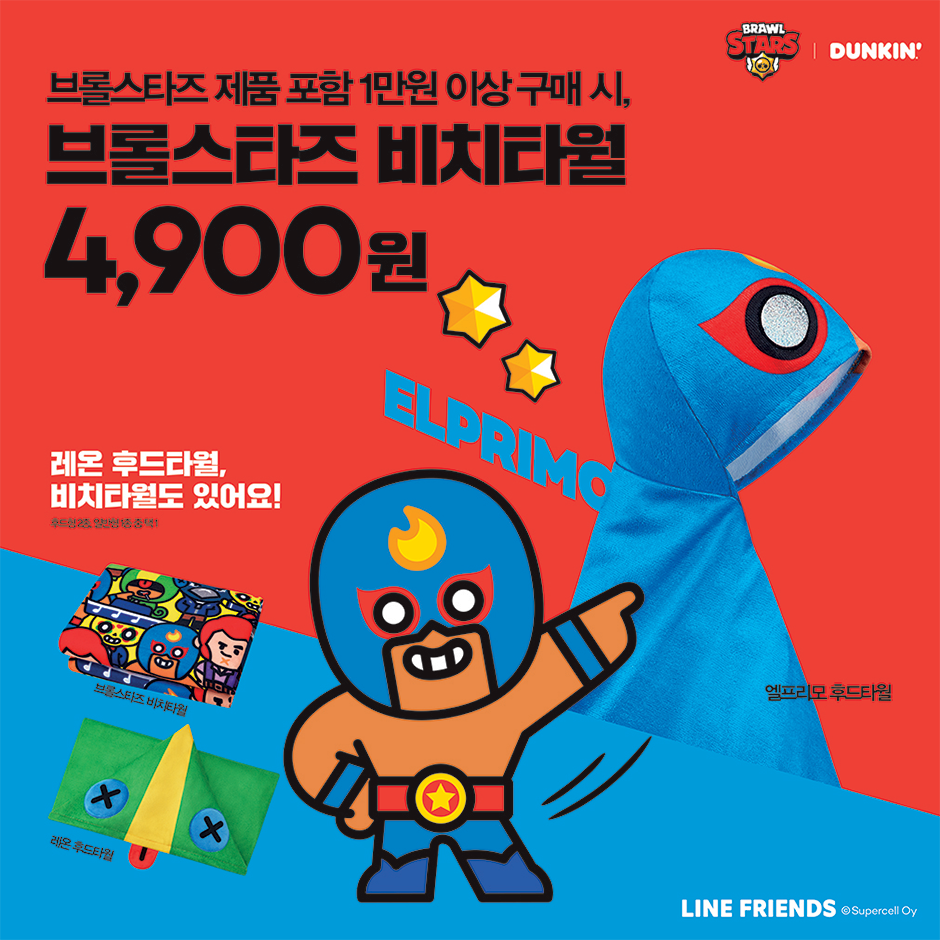 BRAWL
STARS
DUNKIN'
브롤스타즈 제품 포함 1만원 이상 구매 시,
브롤스타즈 비치타월
4,900원
ELPRIMO
레온 후드타월,
비치타월도 있어요!
브롤스타즈 비치타월
엘프리모 후드타월
레온 후드타월
LINE FRIENDS ©Supercell Oy